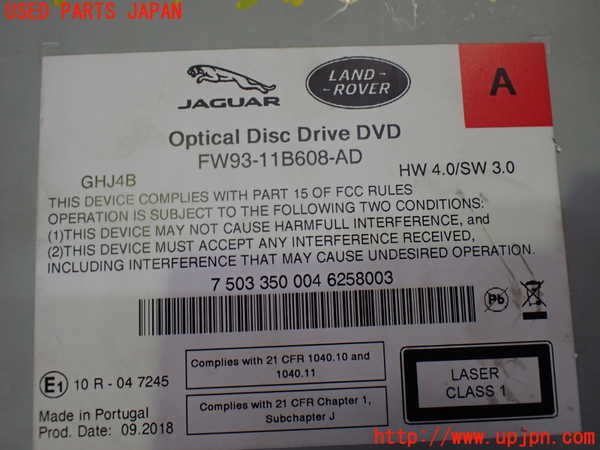 USED PARTS JAPAN
JAGUAR
LAND-
-ROVER
A
Optical Disc Drive DVD
FW93-11B608-AD
GHJ4B
HW 4.0/SW 3.0
THIS DEVICE COMPLIES WITH PART 15 OF FCC RULES
OPERATION IS SUBJECT TO THE FOLLOWING TWO CONDITIONS:
(1)THIS DEVICE MAY NOT CAUSE HARMFULL INTERFERENCE, and
(2)THIS DEVICE MUST ACCEPT ANY INTERFERENCE RECEIVED,
INCLUDING INTERFERENCE THAT MAY CAUSE UNDESIRED OPERATION.
7 503 350 004 6258003
Pb
E1 10 R - 04 7245
Complies with 21 CFR 1040.10 and
1040.11
Complies with 21 CFR Chapter 1,
Subchapter J
LASER
CLASS 1
Made in Portugal
Prod. Date: 09.2018
http://www.upjpn.com/